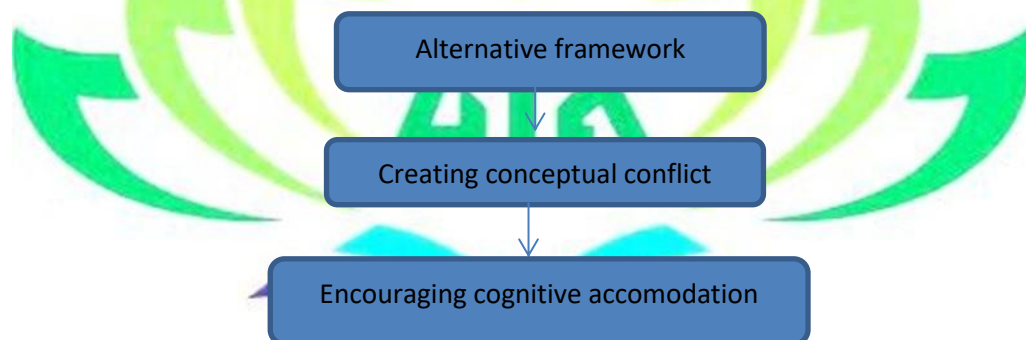 Alternative framework
Creating conceptual conflict
Encouraging cognitive accomodation